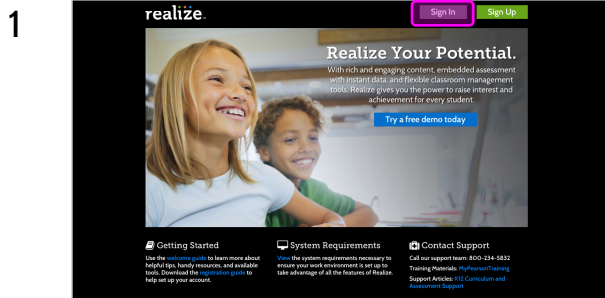 1
realize™
Sign In
Sign Up
Realize Your Potential.
With rich and engaging content, embedded assessment
with instant data, and flexible classroom management
tools. Realize gives you the power to raise interest and
achievement for every student.
Try a free demo today
Getting Started
Use the welcome guide to learn more about
helpful tips, handy resources, and available
tools. Download the registration guide to
help set up your account.
System Requirements
View the system requirements necessary to
ensure your work environment is set up to
take advantage of all the features of Realize.
Contact Support
Call our support team: 800-234-5832
Training Materials: MyPearsonTraining
Support Articles: K12 Curriculum and
Assessment Support